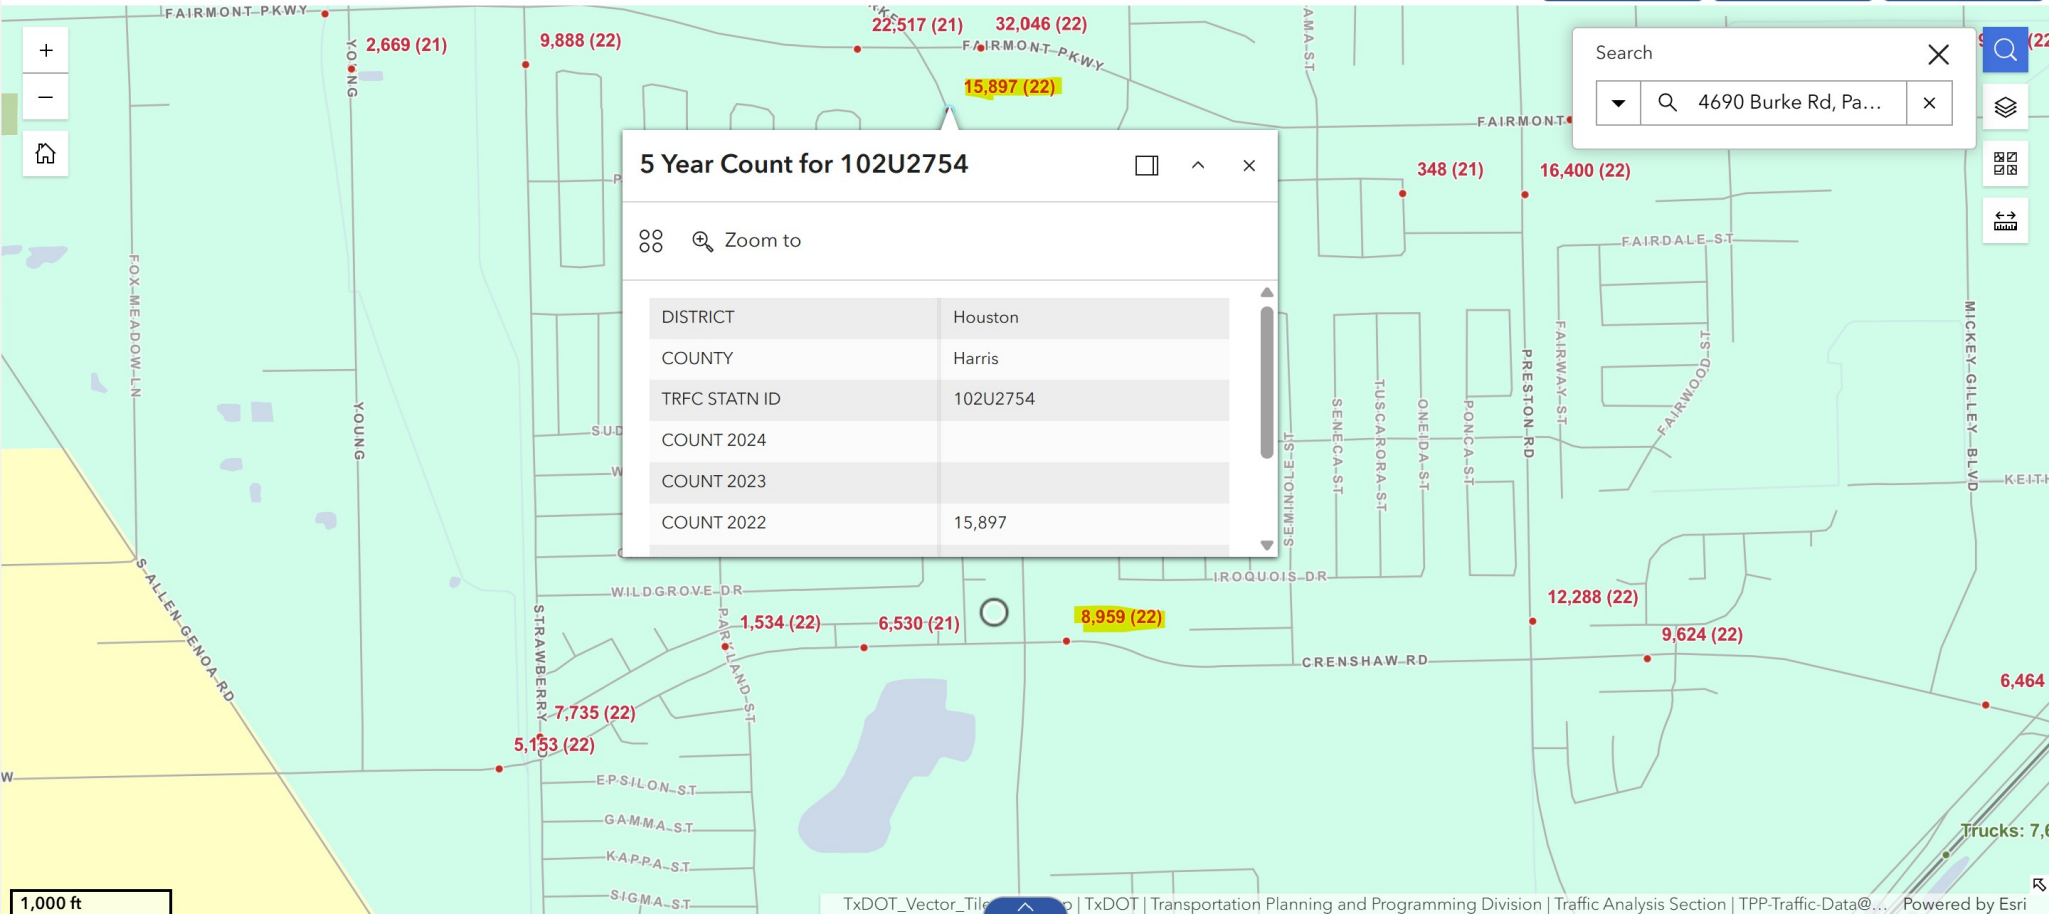 FAIRMONT PKWY
2,669 (21)
9,888 (22)
22,517 (21)
32,046 (22)
FAIRMONT PKWY
15,897 (22)
YOUNG
Search
4690 Burke Rd, Pa...
FAIRMONT
348 (21)
16,400 (22)
5 Year Count for 102U2754
Zoom to
DISTRICT Houston
COUNTY Harris
TRFC STATN ID 102U2754
COUNT 2024
COUNT 2023
COUNT 2022 15,897
FOX MEADOW LN
YOUNG
SUD
W
FAIRDALE ST
FAIRWAY ST
FAIRWOOD ST
MICKEY GILLEY BLVD
PRESTON RD
SENECA ST
TUSCARORA ST
ONEIDA ST
PONCA ST
SEMINOLE ST
KEITH
IROQUOIS DR
WILDGROVE DR
S ALLEN GENOA RD
STRAWBERRY
PARKLAND ST
1,534 (22)
6,530 (21)
8,959 (22)
12,288 (22)
9,624 (22)
CRENSHAW RD
6,464
7,735 (22)
5,153 (22)
W
EPSILON ST
GAMMA ST
KAPPA ST
SIGMA ST
Trucks: 7,6
1,000 ft
TxDOT_Vector_Tile
| TxDOT | Transportation Planning and Programming Division | Traffic Analysis Section | TPP-Traffic-Data@... Powered by Esri